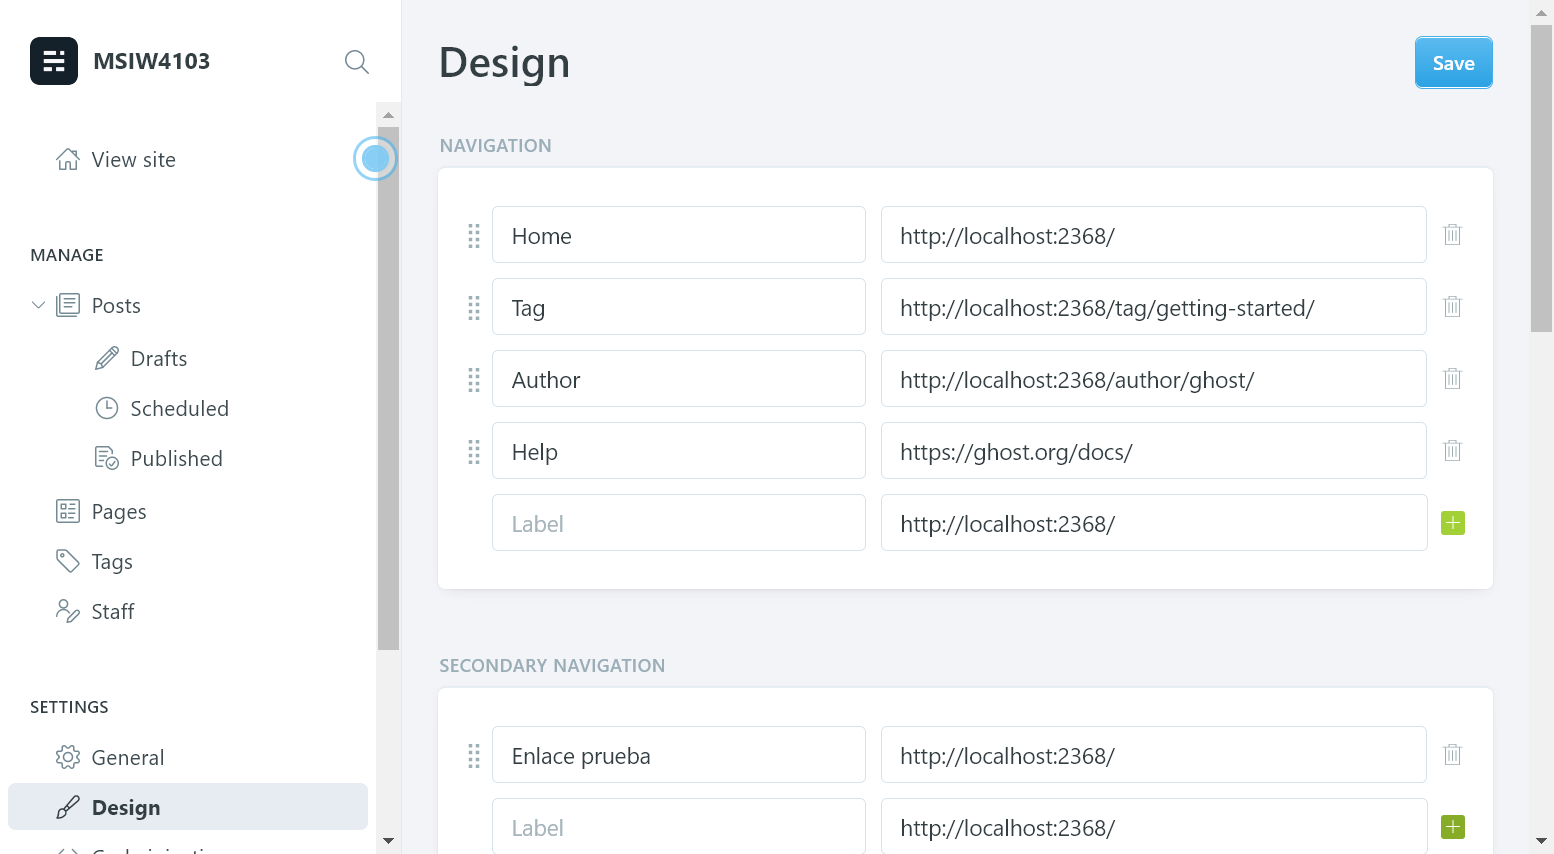 MSIW4103
View site
MANAGE
Posts
Drafts
Scheduled
Published
Pages
Tags
Staff
SETTINGS
General
Design
Design
Save
NAVIGATION
Home http://localhost:2368/
Tag http://localhost:2368/tag/getting-started/
Author http://localhost:2368/author/ghost/
Help https://ghost.org/docs/
Label http://localhost:2368/
SECONDARY NAVIGATION
Enlace prueba http://localhost:2368/
Label http://localhost:2368/